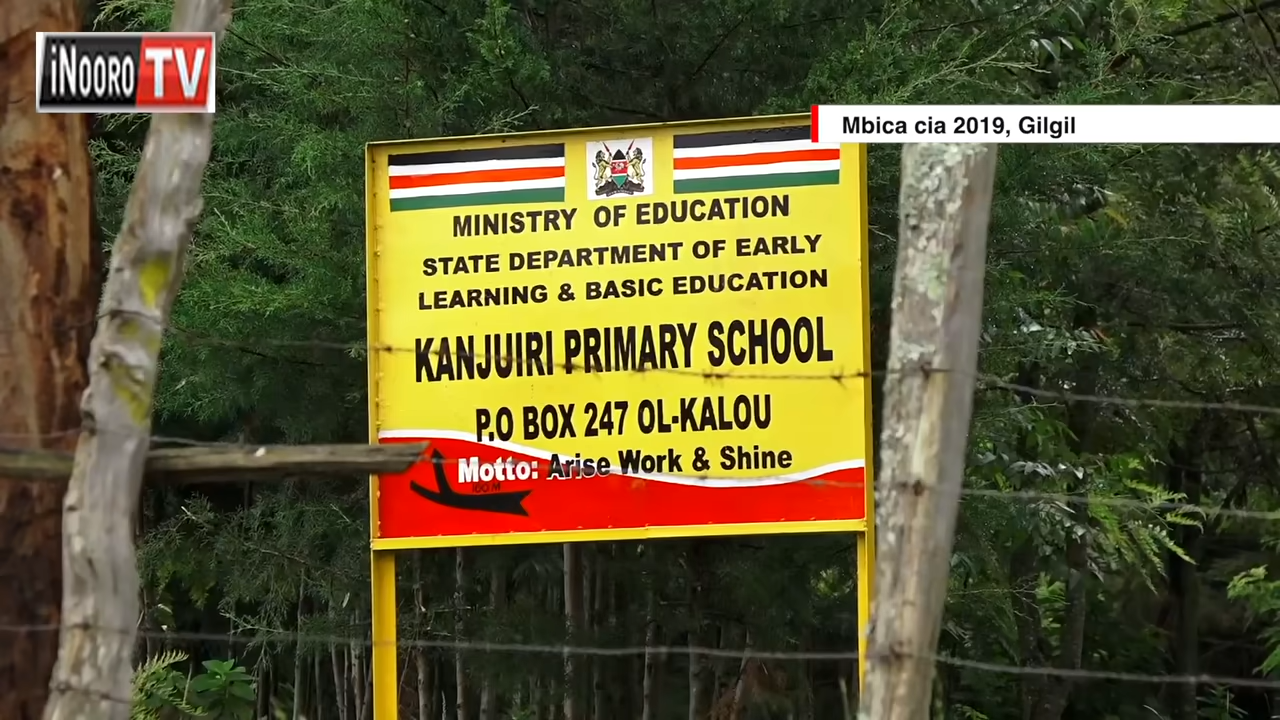 iNOORO TV
Mbica cia 2019, Gilgil
MINISTRY OF EDUCATION
STATE DEPARTMENT OF EARLY
LEARNING & BASIC EDUCATION
KANJUIRI PRIMARY SCHOOL
P.O BOX 247 OL-KALOU
Motto: Arise Work & Shine